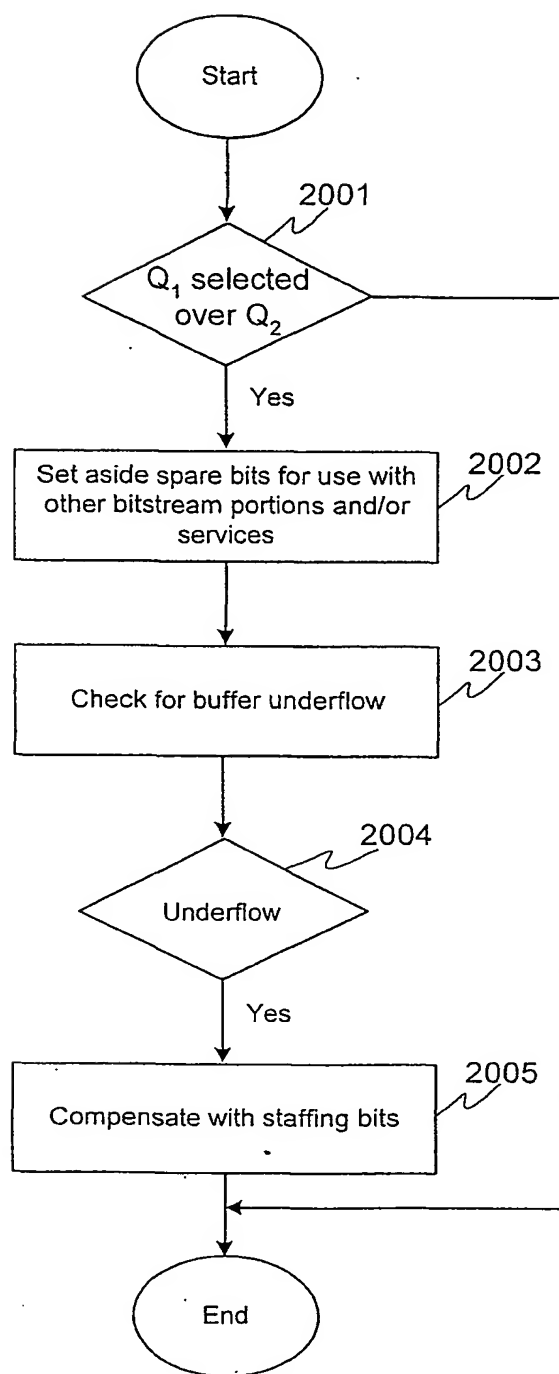 Start
2001
Q₁ selected
over Q₂
Yes
2002
Set aside spare bits for use with
other bitstream portions and/or
services
2003
Check for buffer underflow
2004
Underflow
Yes
2005
Compensate with staffing bits
End